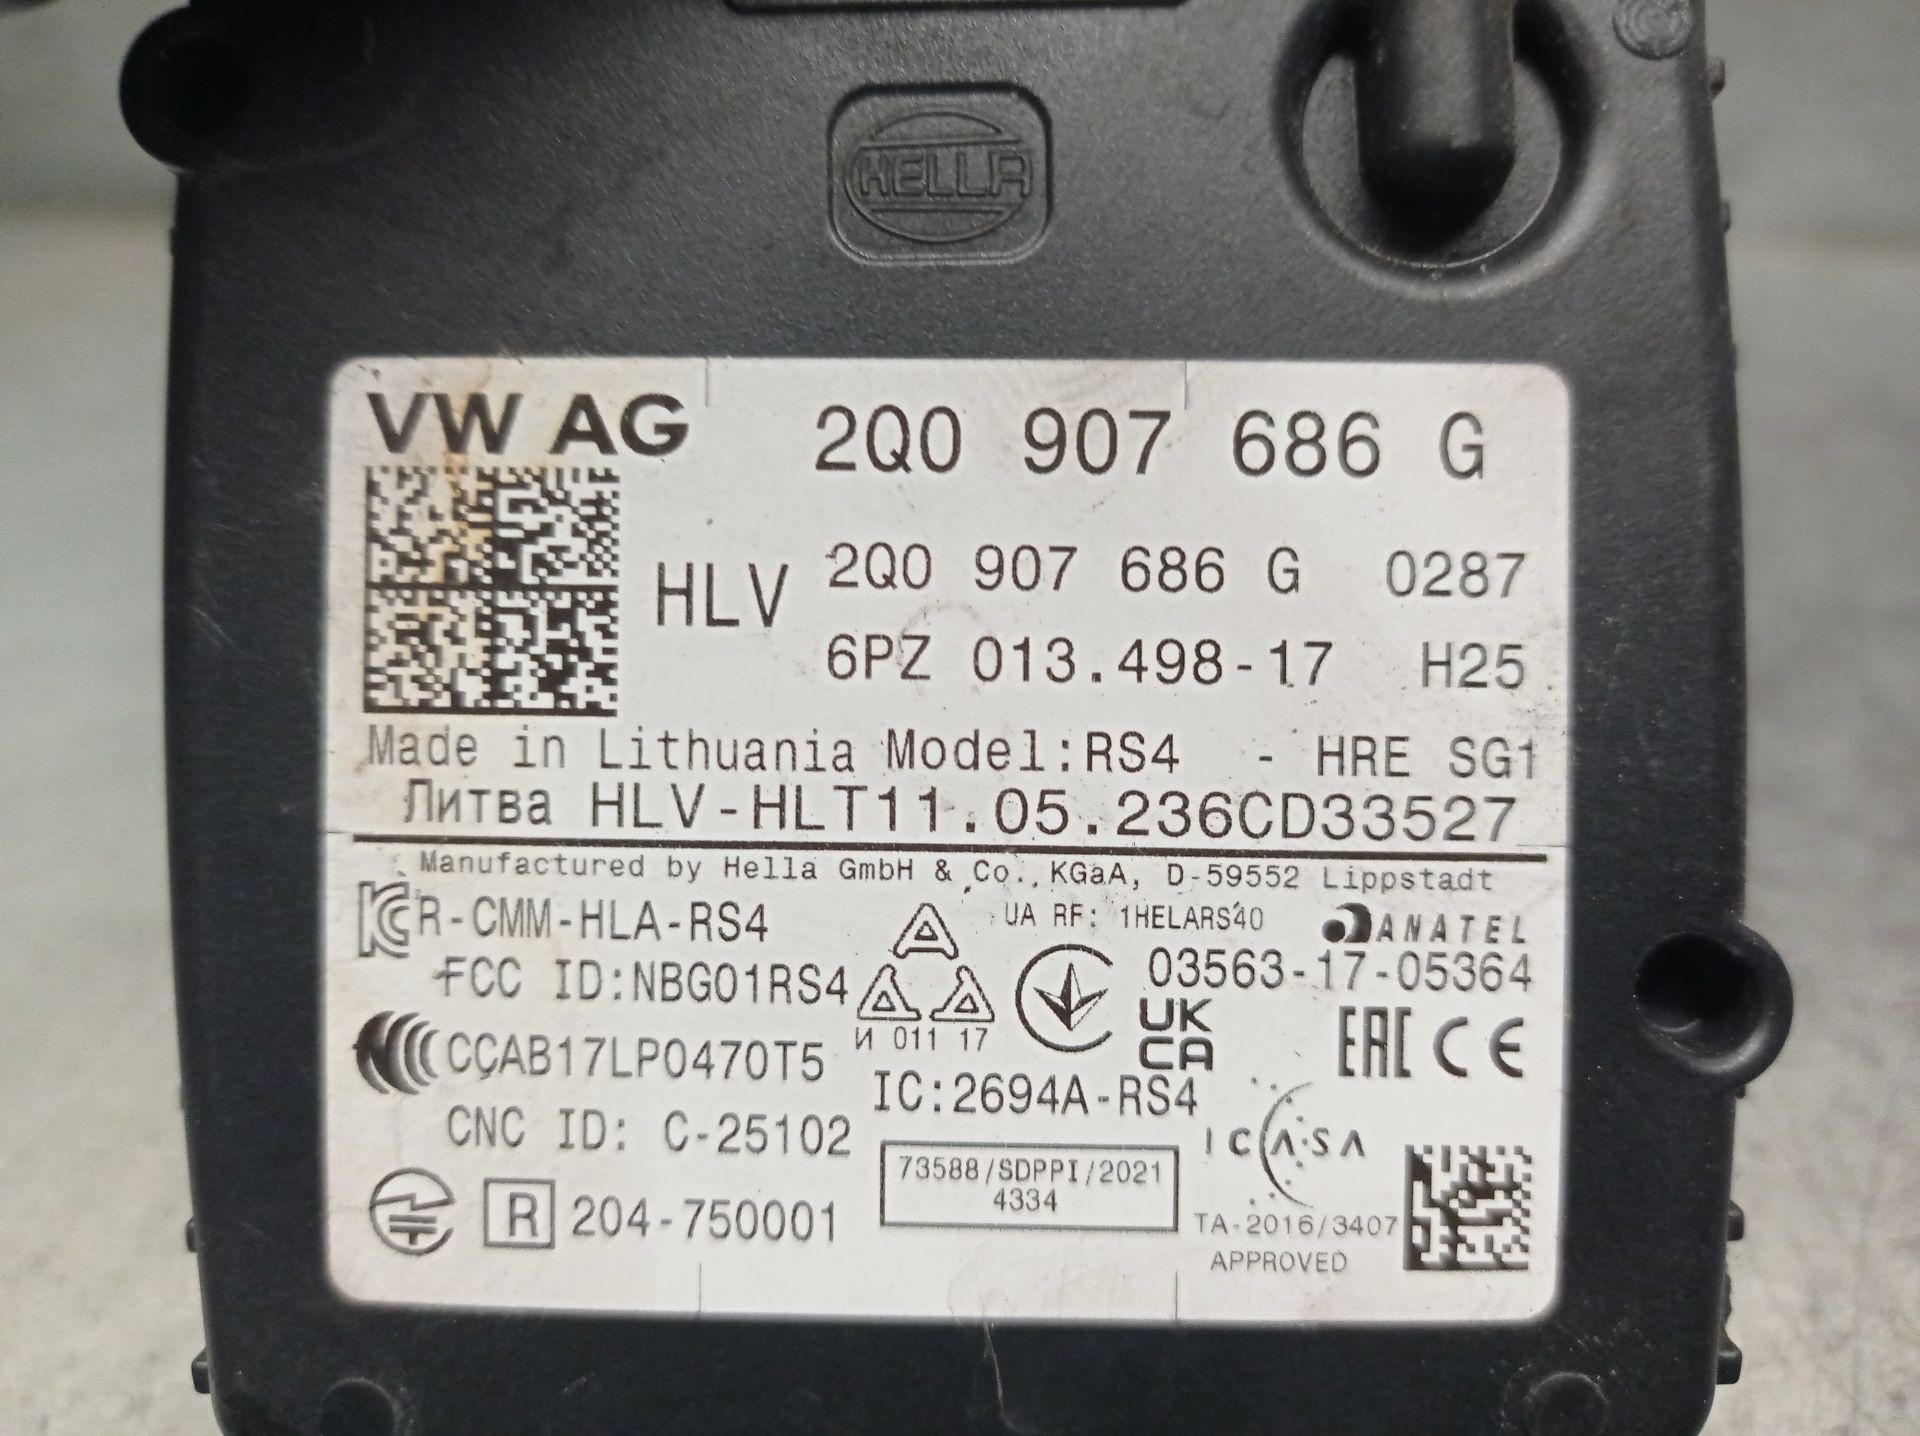 HELLA
VW AG 2Q0 907 686 G
HLV 2Q0 907 686 G 0287
6PZ 013.498-17 H25
Made in Lithuania Model:RS4 - HRE SG1
Литва HLV-HLT11.05.236CD33527
Manufactured by Hella GmbH & Co. KGaA, D-59552 Lippstadt
R-CMM-HLA-RS4
UA RF: 1HELARS40
ANATEL
FCC ID:NBG01RS4
03563-17-05364
И 011 17
UK
CA
EAC CE
CCAB17LP0470T5
IC:2694A-RS4
CNC ID: C-25102
ICASA
73588/SDPPI/2021
4334
R 204-750001
TA-2016/3407
APPROVED